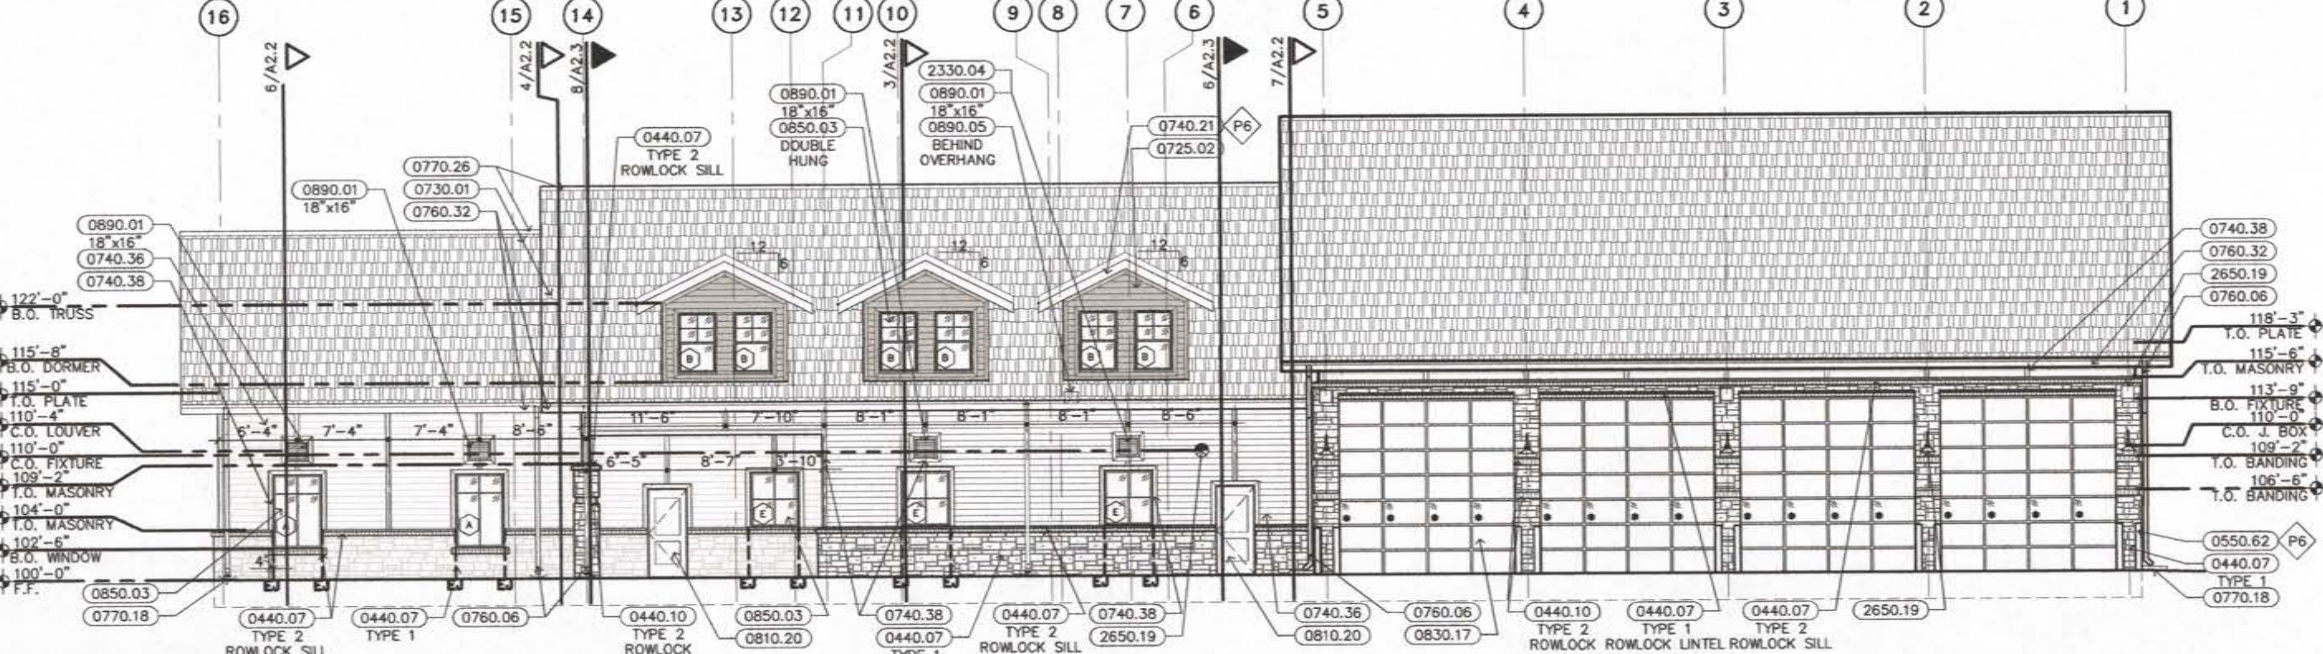 16 15 14 13 12 11 10 9 8 7 6 5 4 3 2 1
6/A2.2
4/A2.2
8/A2.3
3/A2.2
6/A2.3
7/A2.2
0890.01
18"x16"
0740.36
0740.38
0890.01
18"x16"
0770.26
0730.01
0760.32
0440.07
TYPE 2
ROWLOCK SILL
0890.01
18"x16"
0850.03
DOUBLE
HUNG
2330.04
0890.01
18"x16"
0890.05
BEHIND
OVERHANG
0740.21 P6
0725.02
0740.38
0760.32
2650.19
0760.06
12
6
12
6
12
6
B B B B B B
122'-0"
B.O. TRUSS
115'-8"
B.O. DORMER
115'-0"
T.O. PLATE
110'-4"
C.O. LOUVER
110'-0"
C.O. FIXTURE
109'-2"
T.O. MASONRY
104'-0"
T.O. MASONRY
102'-6"
B.O. WINDOW
100'-0"
F.F.
118'-3"
T.O. PLATE
115'-6"
T.O. MASONRY
113'-9"
B.O. FIXTURE
110'-0"
C.O. J. BOX
109'-2"
T.O. BANDING
106'-6"
T.O. BANDING
6'-4" 7'-4" 7'-4" 8'-6" 11'-6" 7'-10" 8'-1" 8'-1" 8'-1" 8'-6"
6'-5" 8'-7" 3'-10"
A A E E E
4"
0850.03
0770.18
0440.07
TYPE 2
ROWLOCK SILL
0440.07
TYPE 1
0760.06
0440.10
TYPE 2
ROWLOCK
0850.03
0810.20
0740.38
0440.07
TYPE 1
0440.07
TYPE 2
ROWLOCK SILL
0740.38
2650.19
0740.36
0810.20
0760.06
0830.17
0440.10
TYPE 2
ROWLOCK
0440.07
TYPE 1
ROWLOCK LINTEL
0440.07
TYPE 2
ROWLOCK SILL
2650.19
0550.62 P6
0440.07
TYPE 1
0770.18